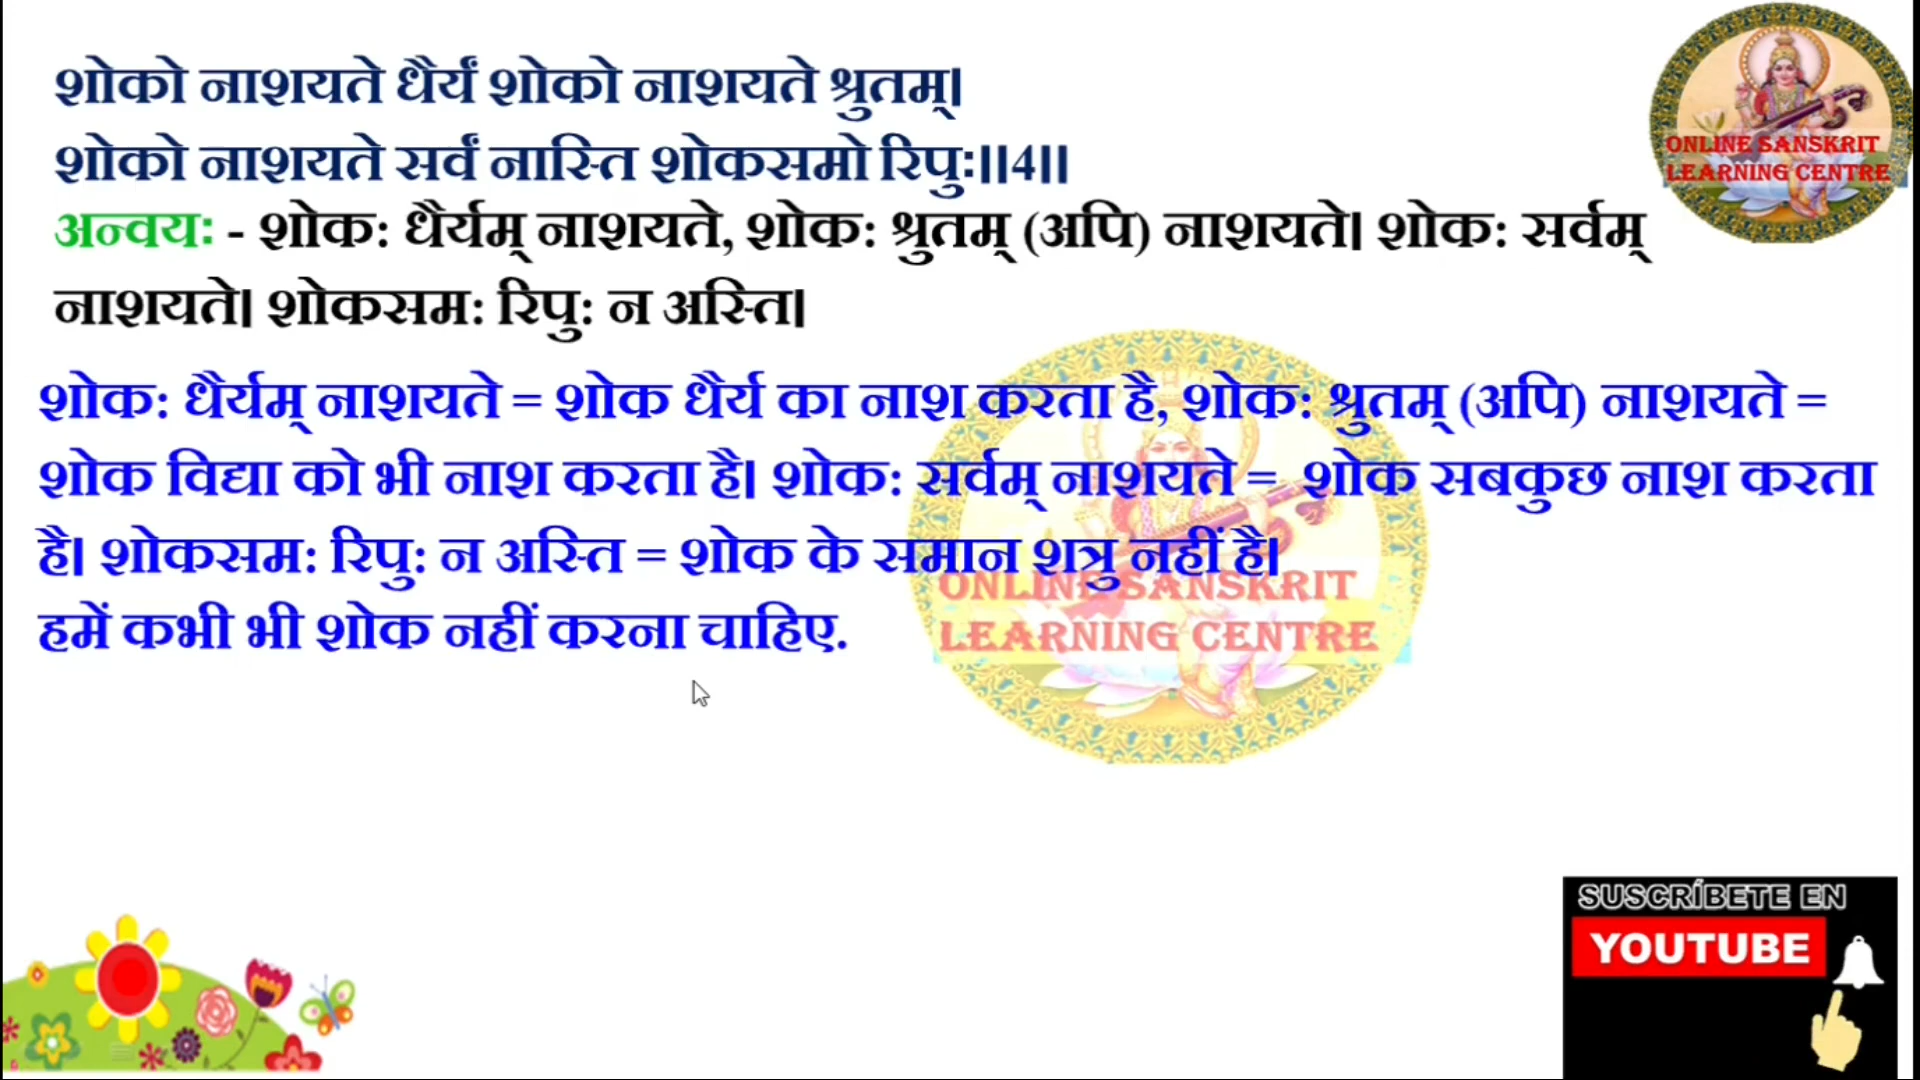 शोको नाशयते धैर्यं शोको नाशयते श्रुतम्।
शोको नाशयते सर्वं नास्ति शोकसमो रिपुः।।4।।
अन्वयः - शोक: धैर्यम् नाशयते, शोक: श्रुतम् (अपि) नाशयते। शोक: सर्वम्
नाशयते। शोकसम: रिपु: न अस्ति।
शोक: धैर्यम् नाशयते = शोक धैर्य का नाश करता है, शोक: श्रुतम् (अपि) नाशयते =
शोक विद्या को भी नाश करता है। शोक: सर्वम् नाशयते = शोक सबकुछ नाश करता
है। शोकसम: रिपु: न अस्ति = शोक के समान शत्रु नहीं है।
हमें कभी भी शोक नहीं करना चाहिए.
ONLINE SANSKRIT
LEARNING CENTRE
ONLINE SANSKRIT
LEARNING CENTRE
SUSCRÍBETE EN
YOUTUBE